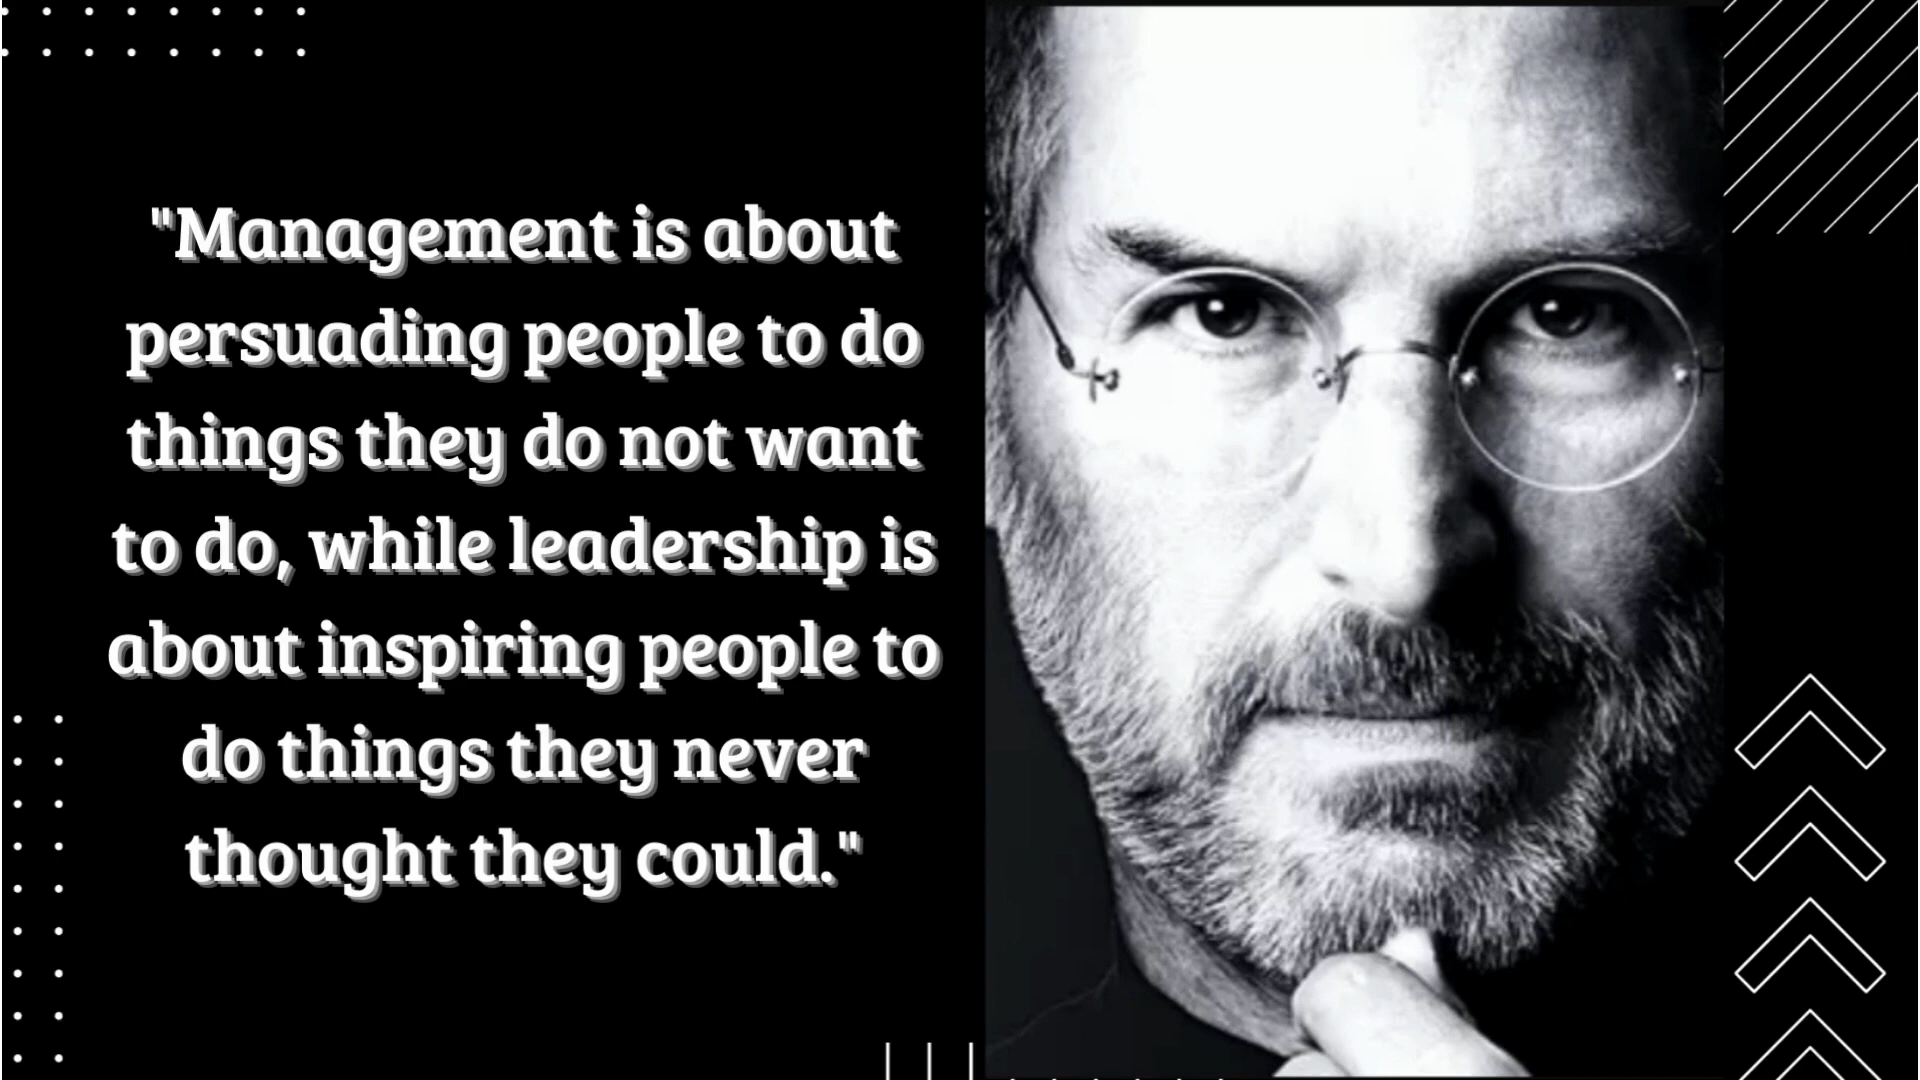 "Management is about
persuading people to do
things they do not want
to do, while leadership is
about inspiring people to
do things they never
thought they could."